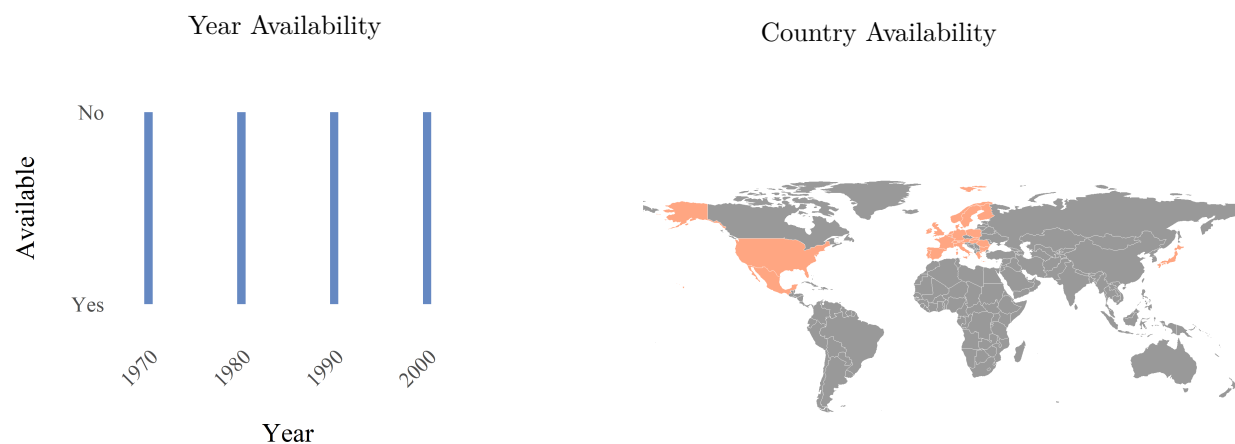 Year Availability
No
Available
Yes
1970
1980
1990
2000
Year
Country Availability